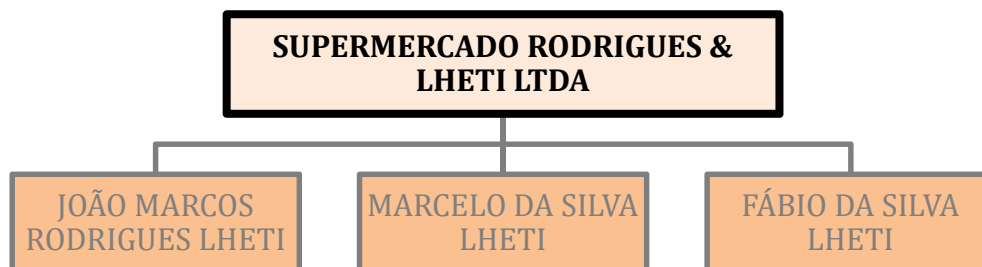 SUPERMERCADO RODRIGUES &
LHETI LTDA
JOÃO MARCOS
RODRIGUES LHETI
MARCELO DA SILVA
LHETI
FÁBIO DA SILVA
LHETI